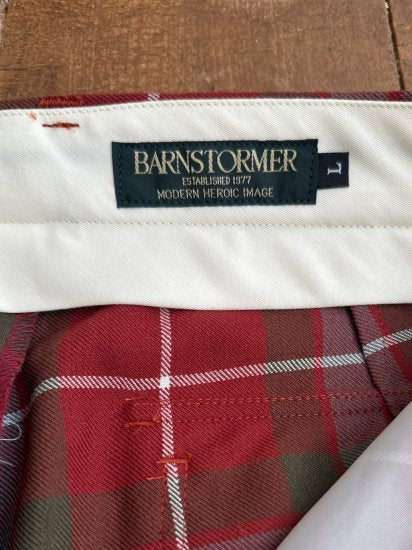 BARNSTORMER
ESTABLISHED 1977
MODERN HEROIC IMAGE
L